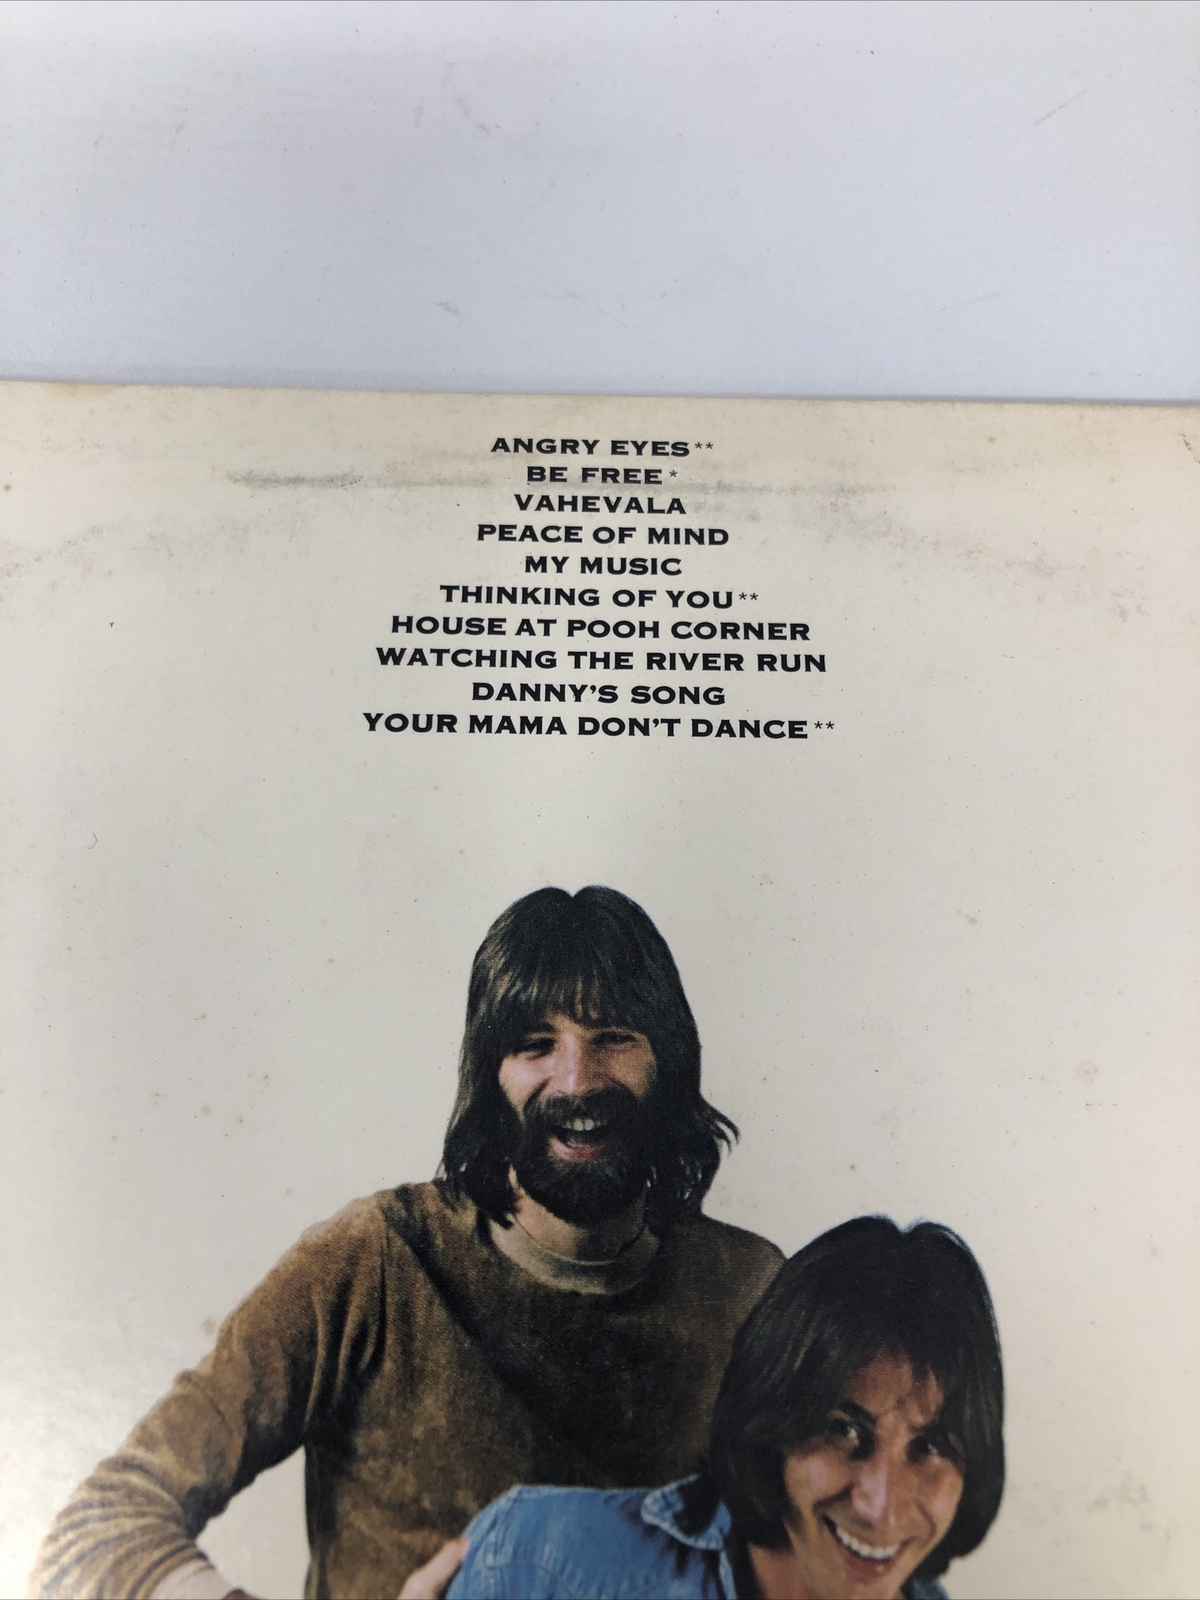 ANGRY EYES**
BE FREE*
VAHEVALA
PEACE OF MIND
MY MUSIC
THINKING OF YOU**
HOUSE AT POOH CORNER
WATCHING THE RIVER RUN
DANNY'S SONG
YOUR MAMA DON'T DANCE**